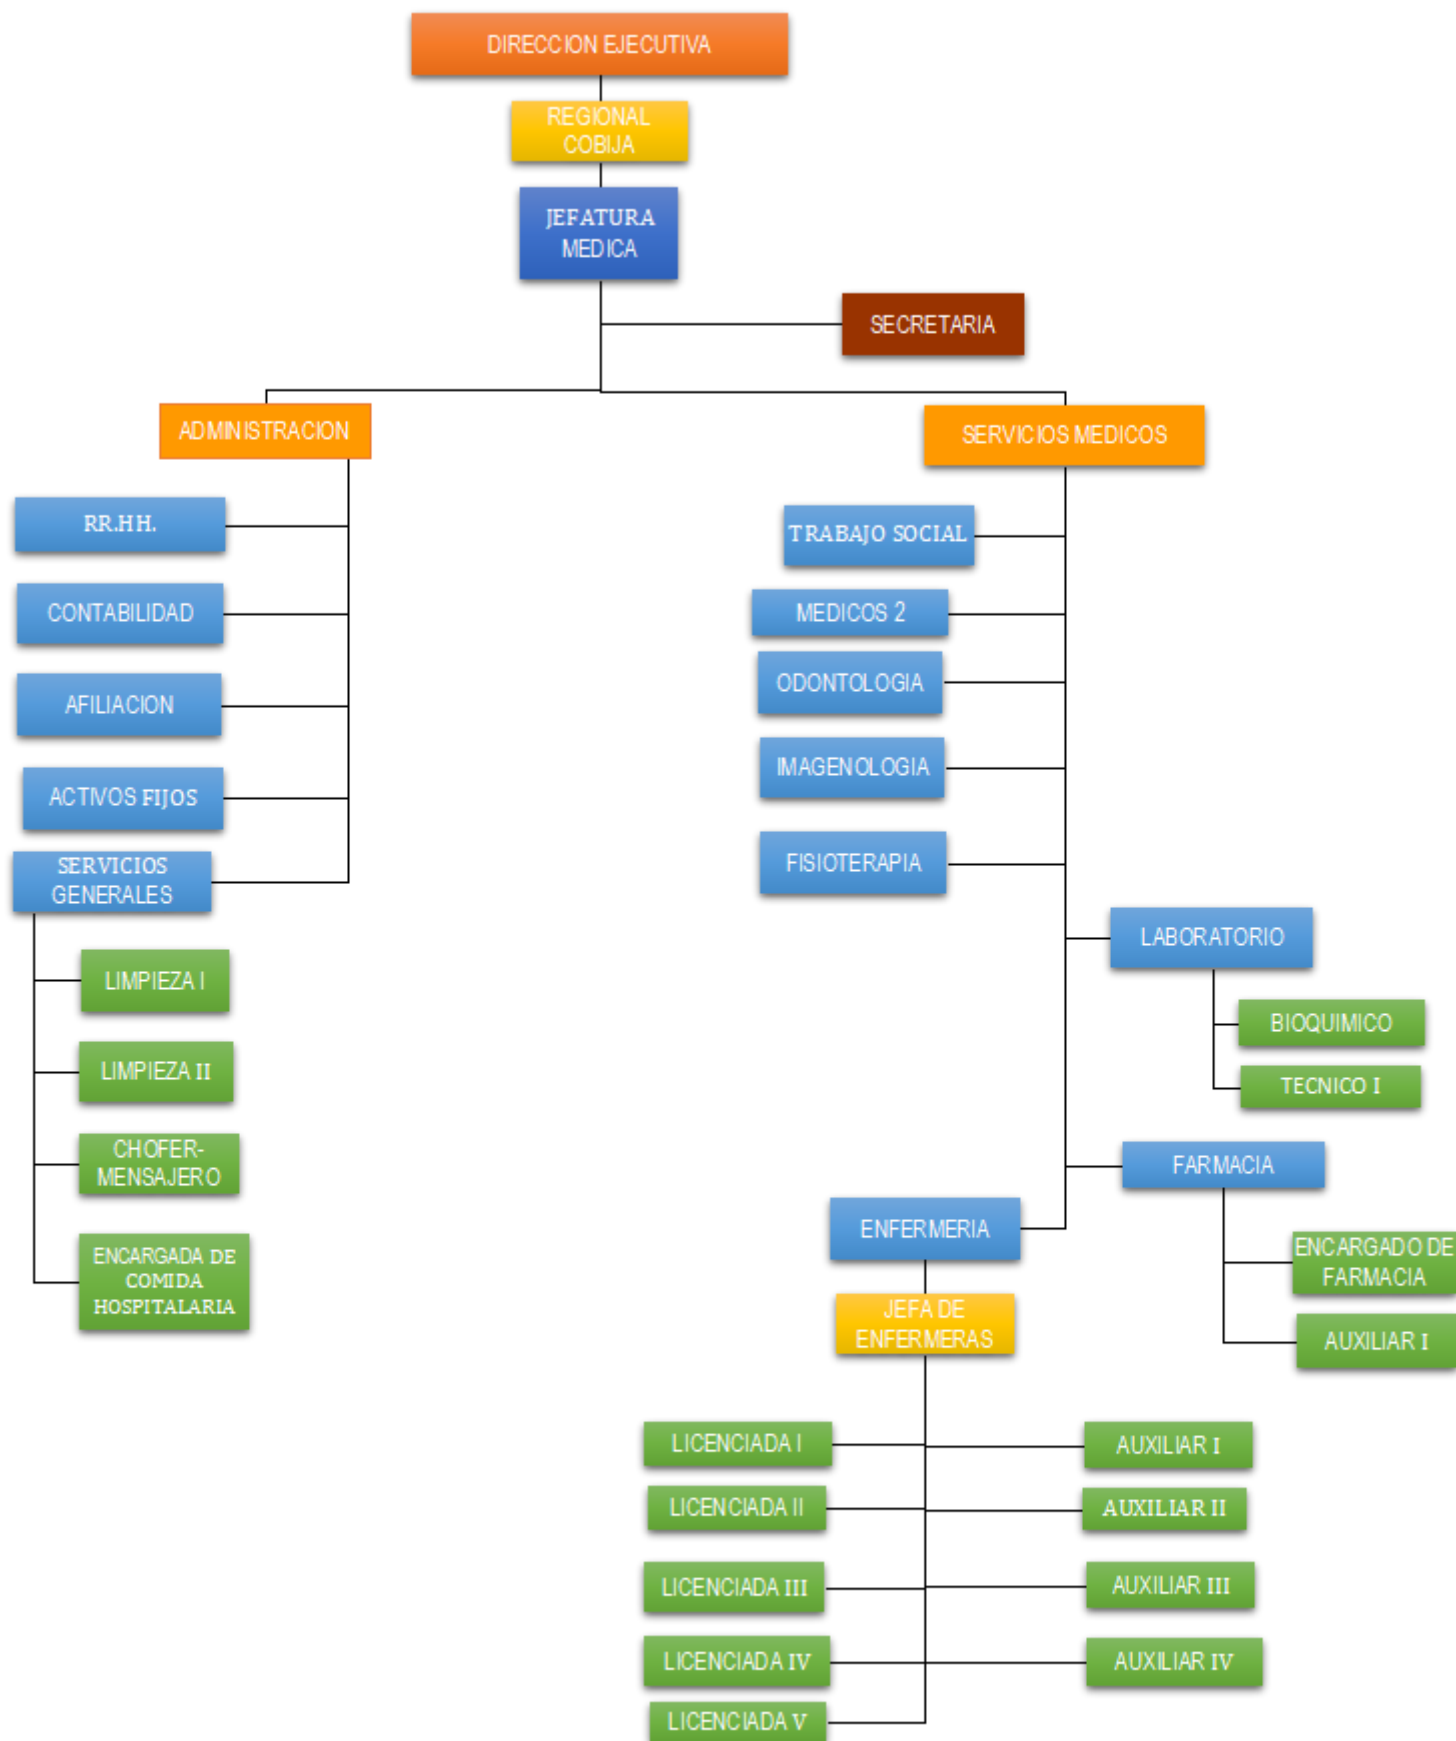 DIRECCION EJECUTIVA
REGIONAL
COBIJA
JEFATURA
MEDICA
SECRETARIA
ADMINISTRACION
RR.HH.
CONTABILIDAD
AFILIACION
ACTIVOS FIJOS
SERVICIOS
GENERALES
LIMPIEZA I
LIMPIEZA II
CHOFER-
MENSAJERO
ENCARGADA DE
COMIDA
HOSPITALARIA
SERVICIOS MEDICOS
TRABAJO SOCIAL
MEDICOS 2
ODONTOLOGIA
IMAGENOLOGIA
FISIOTERAPIA
LABORATORIO
BIOQUIMICO
TECNICO I
FARMACIA
ENCARGADO DE
FARMACIA
AUXILIAR I
ENFERMERIA
JEFA DE
ENFERMERAS
LICENCIADA I
LICENCIADA II
LICENCIADA III
LICENCIADA IV
LICENCIADA V
AUXILIAR I
AUXILIAR II
AUXILIAR III
AUXILIAR IV